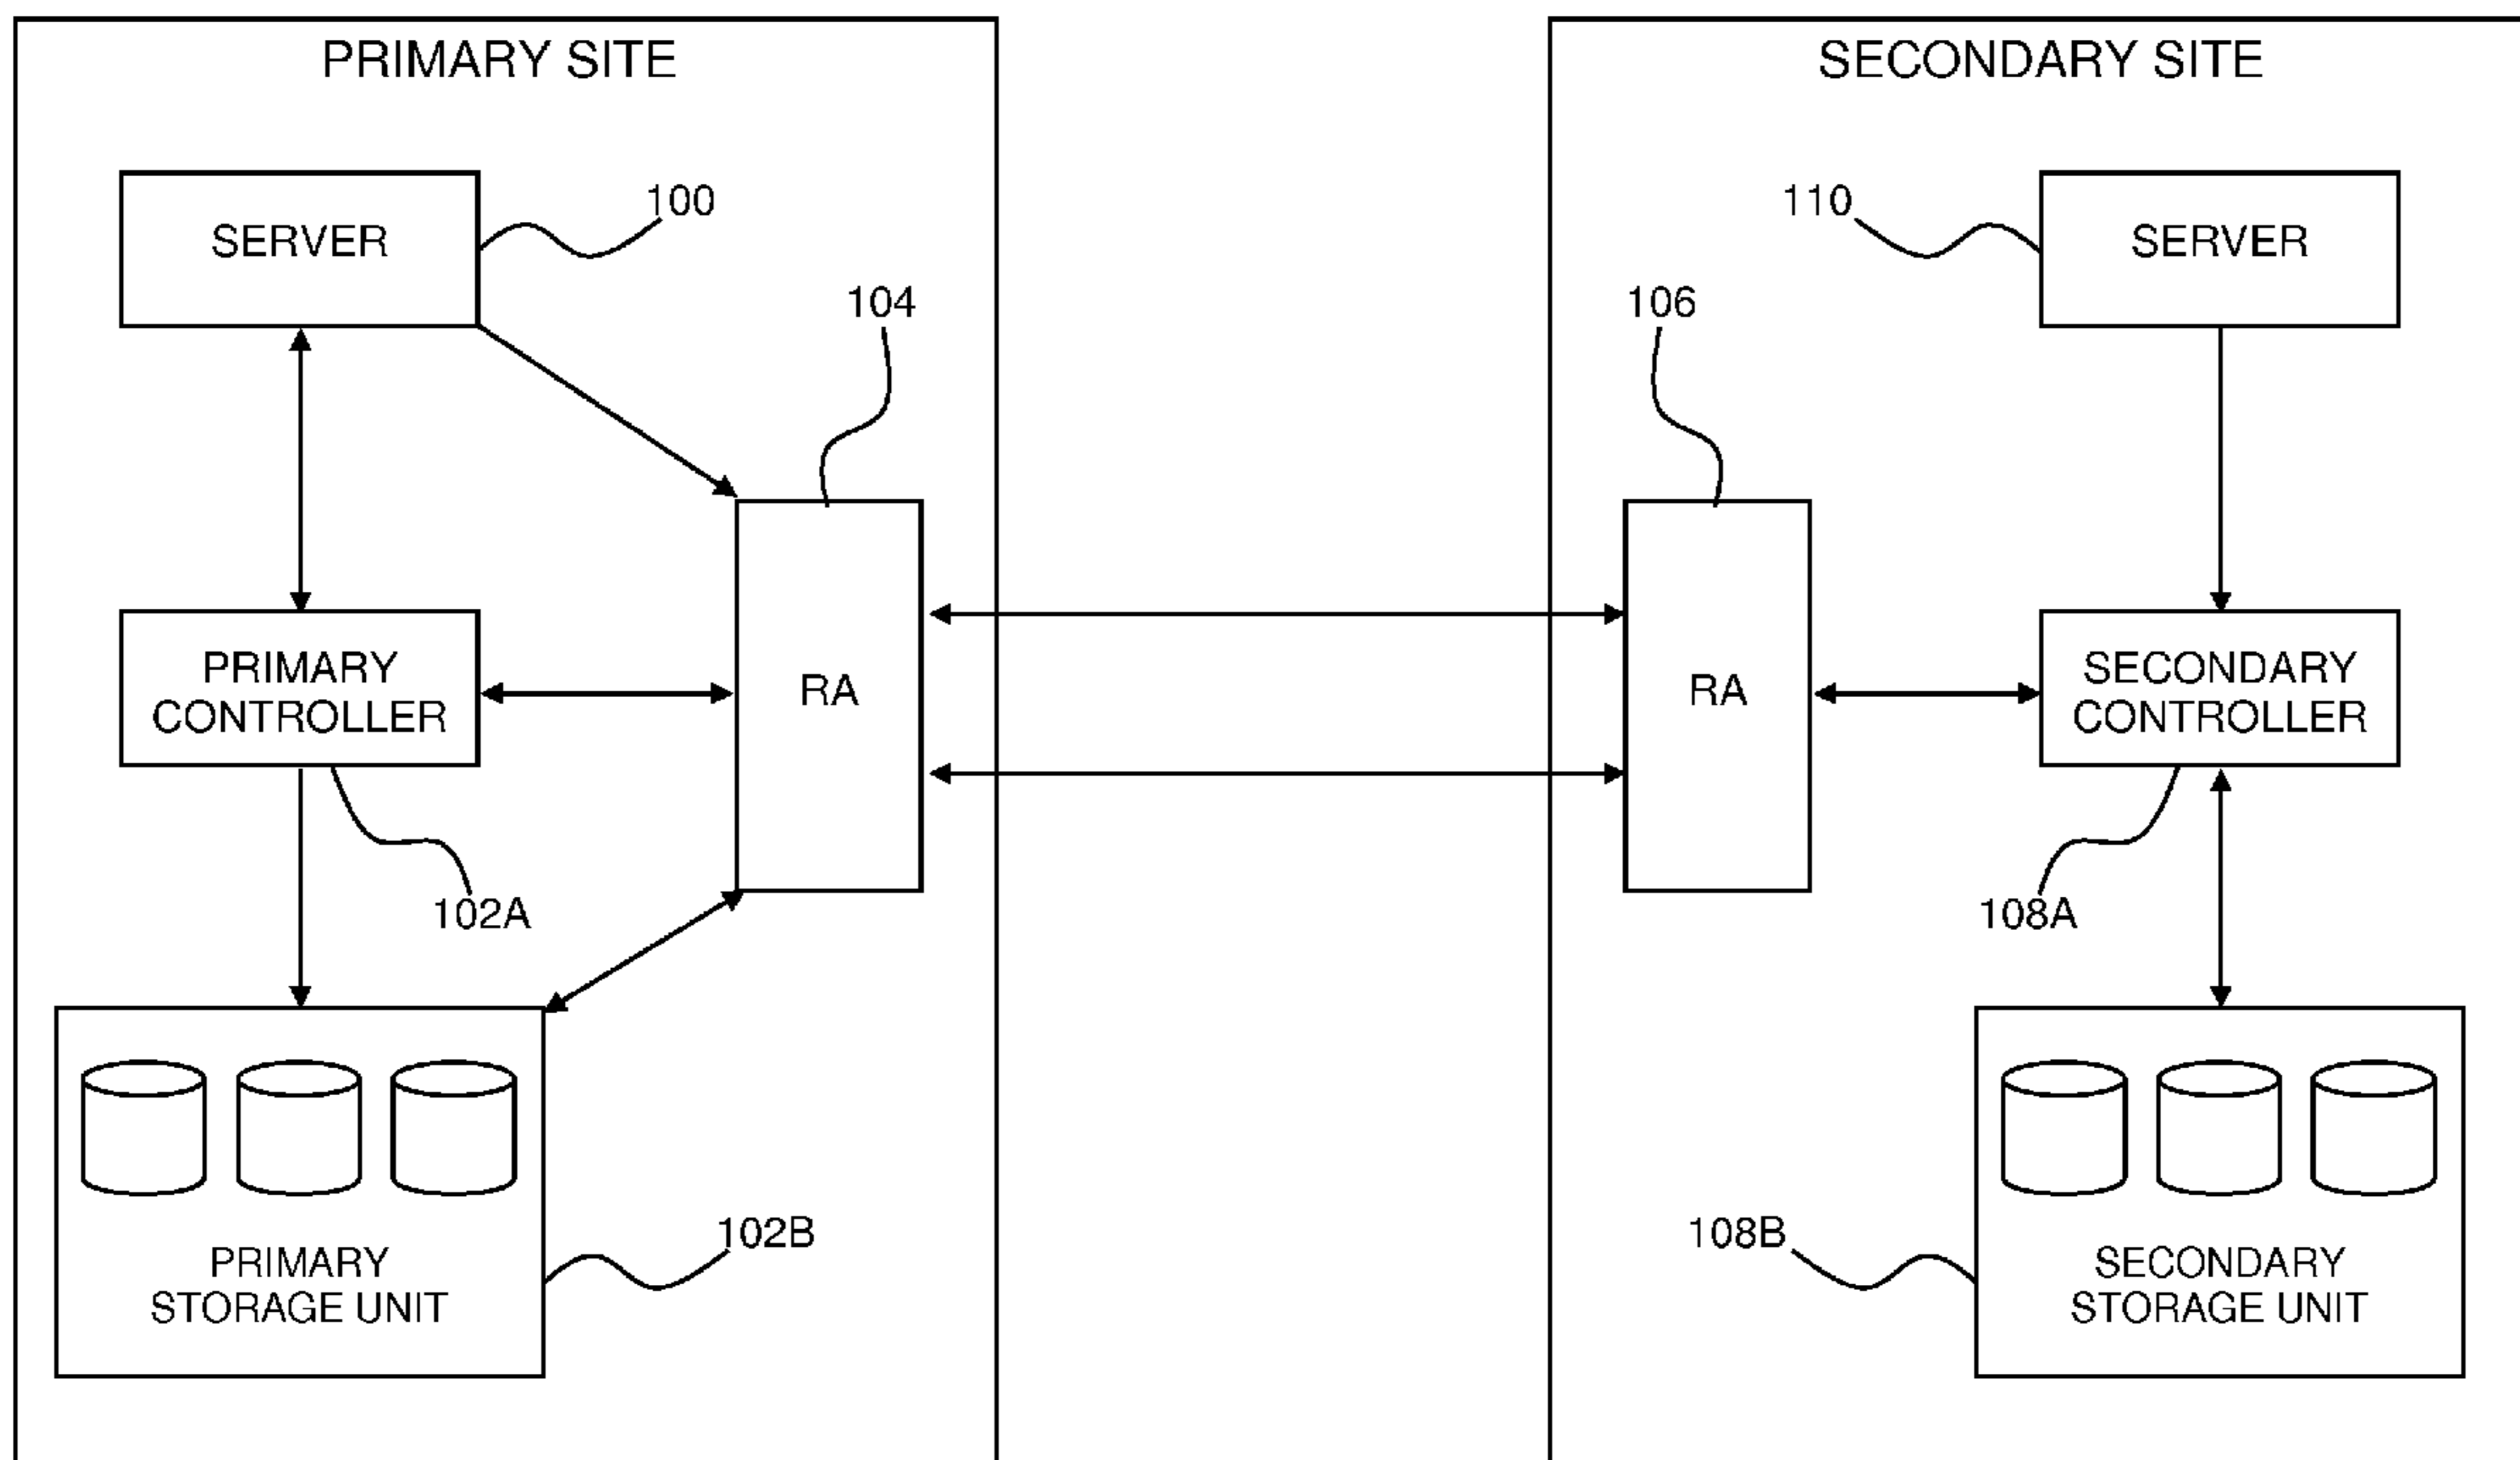 PRIMARY SITE
SERVER
100
104
PRIMARY
CONTROLLER
RA
102A
102B
PRIMARY
STORAGE UNIT
SECONDARY SITE
110
SERVER
106
RA
SECONDARY
CONTROLLER
108A
108B
SECONDARY
STORAGE UNIT